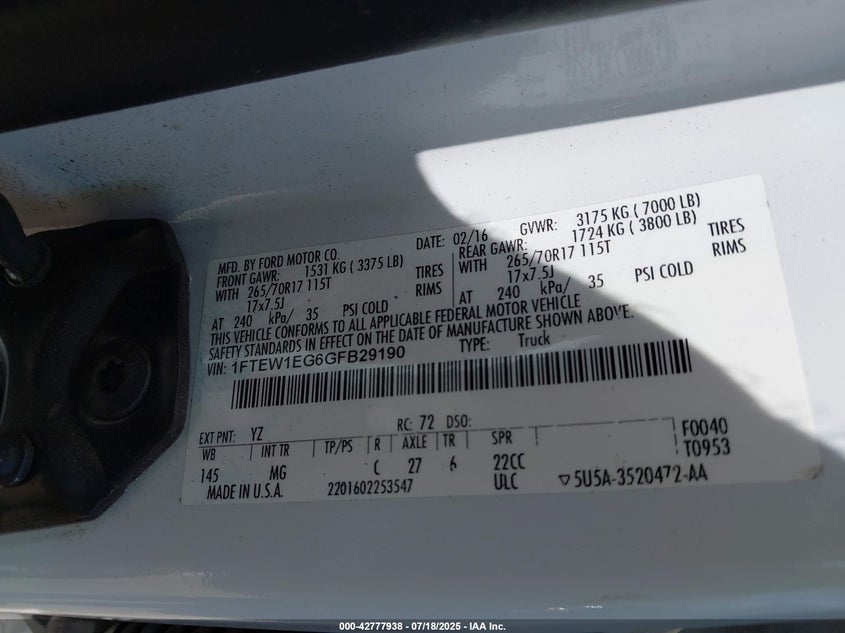 MFD. BY FORD MOTOR CO. DATE: 02/16 GVWR: 3175 KG ( 7000 LB)
FRONT GAWR: 1531 KG ( 3375 LB) REAR GAWR: 1724 KG ( 3800 LB)
WITH 265/70R17 115T TIRES WITH 265/70R17 115T TIRES
17x7.5J RIMS 17x7.5J RIMS
AT 240 kPa/ 35 PSI COLD AT 240 kPa/ 35 PSI COLD
THIS VEHICLE CONFORMS TO ALL APPLICABLE FEDERAL MOTOR VEHICLE
SAFETY STANDARDS IN EFFECT ON THE DATE OF MANUFACTURE SHOWN ABOVE.
VIN: 1FTEW1EG6GFB29190 TYPE: Truck
EXT PNT: YZ RC: 72 DSO: F0040
WB INT TR TP/PS R AXLE TR SPR T0953
145 MG C 27 6 22CC
MADE IN U.S.A. 2201602253547 ULC ▽5U5A-3520472-AA
000-42777938 - 07/18/2025 - IAA Inc.